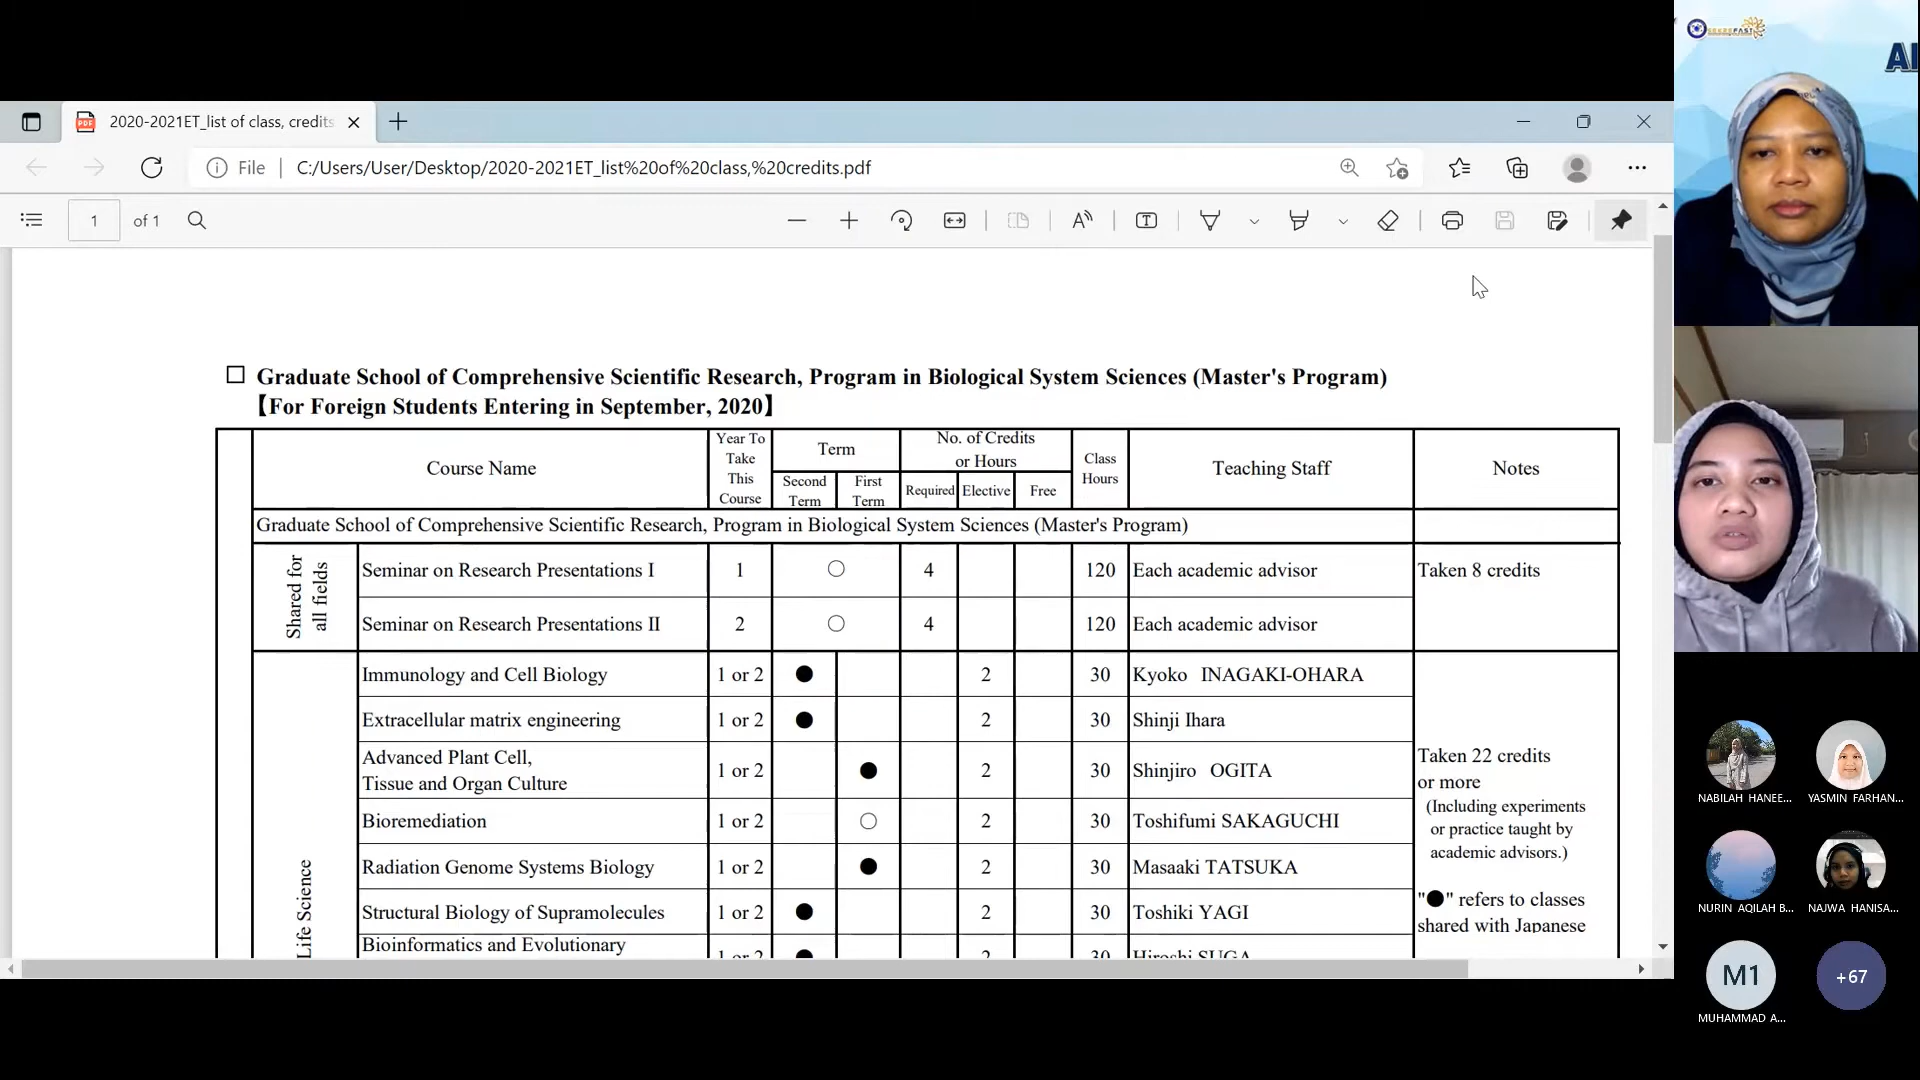 2020-2021ET_list of class, credits
File
C:/Users/User/Desktop/2020-2021ET_list%20of%20class,%20credits.pdf
1 of 1
AI
Graduate School of Comprehensive Scientific Research, Program in Biological System Sciences (Master's Program)
【For Foreign Students Entering in September, 2020】
Course Name
Year To
Take
This
Course
Term
Second
Term
First
Term
No. of Credits
or Hours
Required Elective Free
Class
Hours
Teaching Staff
Notes
Graduate School of Comprehensive Scientific Research, Program in Biological System Sciences (Master's Program)
Shared for
all fields
Seminar on Research Presentations I 1 ○ 4 120 Each academic advisor Taken 8 credits
Seminar on Research Presentations II 2 ○ 4 120 Each academic advisor
Life Science
Immunology and Cell Biology 1 or 2 ● 2 30 Kyoko INAGAKI-OHARA
Extracellular matrix engineering 1 or 2 ● 2 30 Shinji Ihara
Advanced Plant Cell,
Tissue and Organ Culture 1 or 2 ● 2 30 Shinjiro OGITA
Bioremediation 1 or 2 ○ 2 30 Toshifumi SAKAGUCHI
Radiation Genome Systems Biology 1 or 2 ● 2 30 Masaaki TATSUKA
Structural Biology of Supramolecules 1 or 2 ● 2 30 Toshiki YAGI
Bioinformatics and Evolutionary 1 or 2 ● 2 30 Hiroshi SUGA
Taken 22 credits
or more
(Including experiments
or practice taught by
academic advisors.)
"●" refers to classes
shared with Japanese
NABILAH HANEE... YASMIN FARHAN...
NURIN AQILAH B... NAJWA HANISA...
M1 +67
MUHAMMAD A...